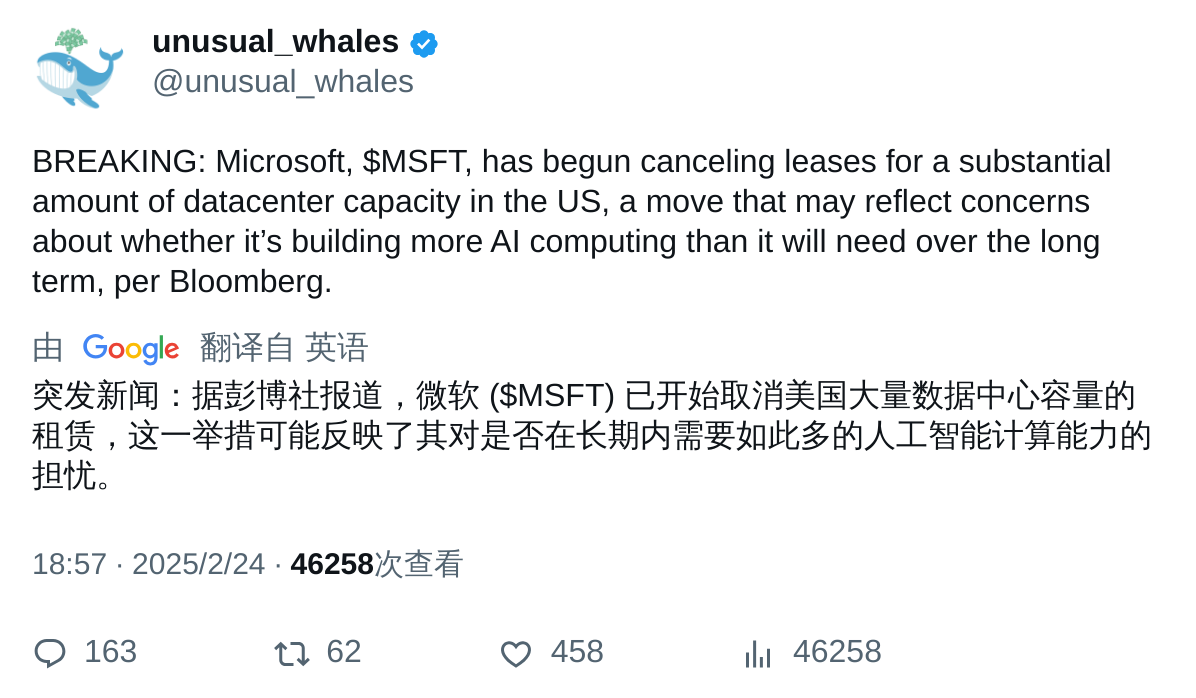 unusual_whales
@unusual_whales
BREAKING: Microsoft, $MSFT, has begun canceling leases for a substantial
amount of datacenter capacity in the US, a move that may reflect concerns
about whether it’s building more AI computing than it will need over the long
term, per Bloomberg.
由 Google 翻译自 英语
突发新闻：据彭博社报道，微软 ($MSFT) 已开始取消美国大量数据中心容量的
租赁，这一举措可能反映了其对是否在长期内需要如此多的人工智能计算能力的
担忧。
18:57 · 2025/2/24 · 46258次查看
163 62 458 46258